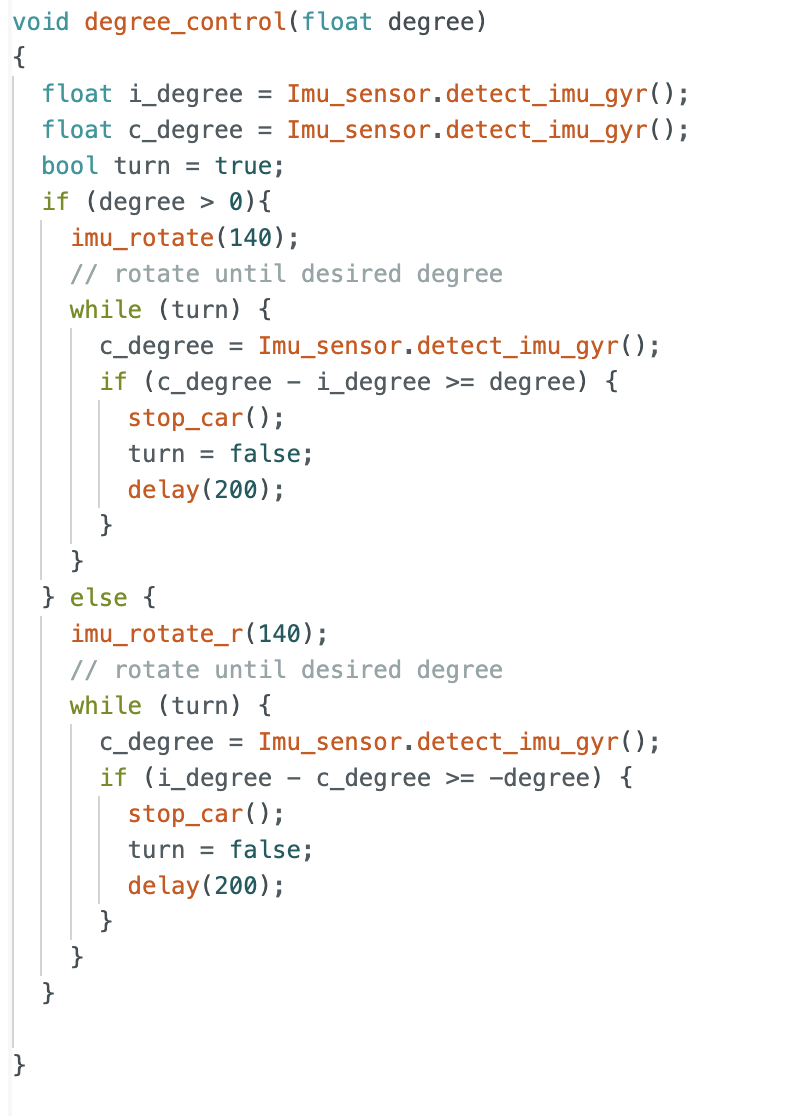 void degree_control(float degree)
{
  float i_degree = Imu_sensor.detect_imu_gyr();
  float c_degree = Imu_sensor.detect_imu_gyr();
  bool turn = true;
  if (degree > 0){
    imu_rotate(140);
    // rotate until desired degree
    while (turn) {
      c_degree = Imu_sensor.detect_imu_gyr();
      if (c_degree - i_degree >= degree) {
        stop_car();
        turn = false;
        delay(200);
      }
    }
  } else {
    imu_rotate_r(140);
    // rotate until desired degree
    while (turn) {
      c_degree = Imu_sensor.detect_imu_gyr();
      if (i_degree - c_degree >= -degree) {
        stop_car();
        turn = false;
        delay(200);
      }
    }
  }

}